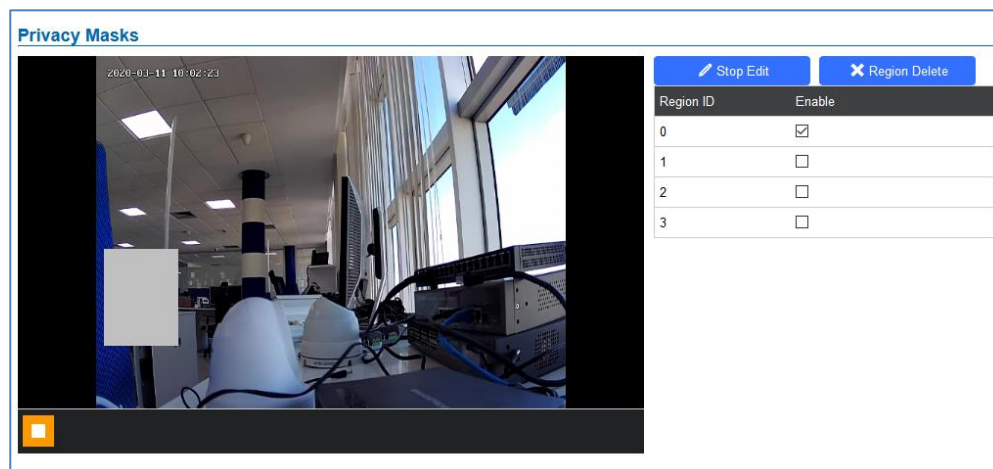 Privacy Masks
2020-03-11 10:02:23
Stop Edit
Region Delete
Region ID Enable
0
1
2
3